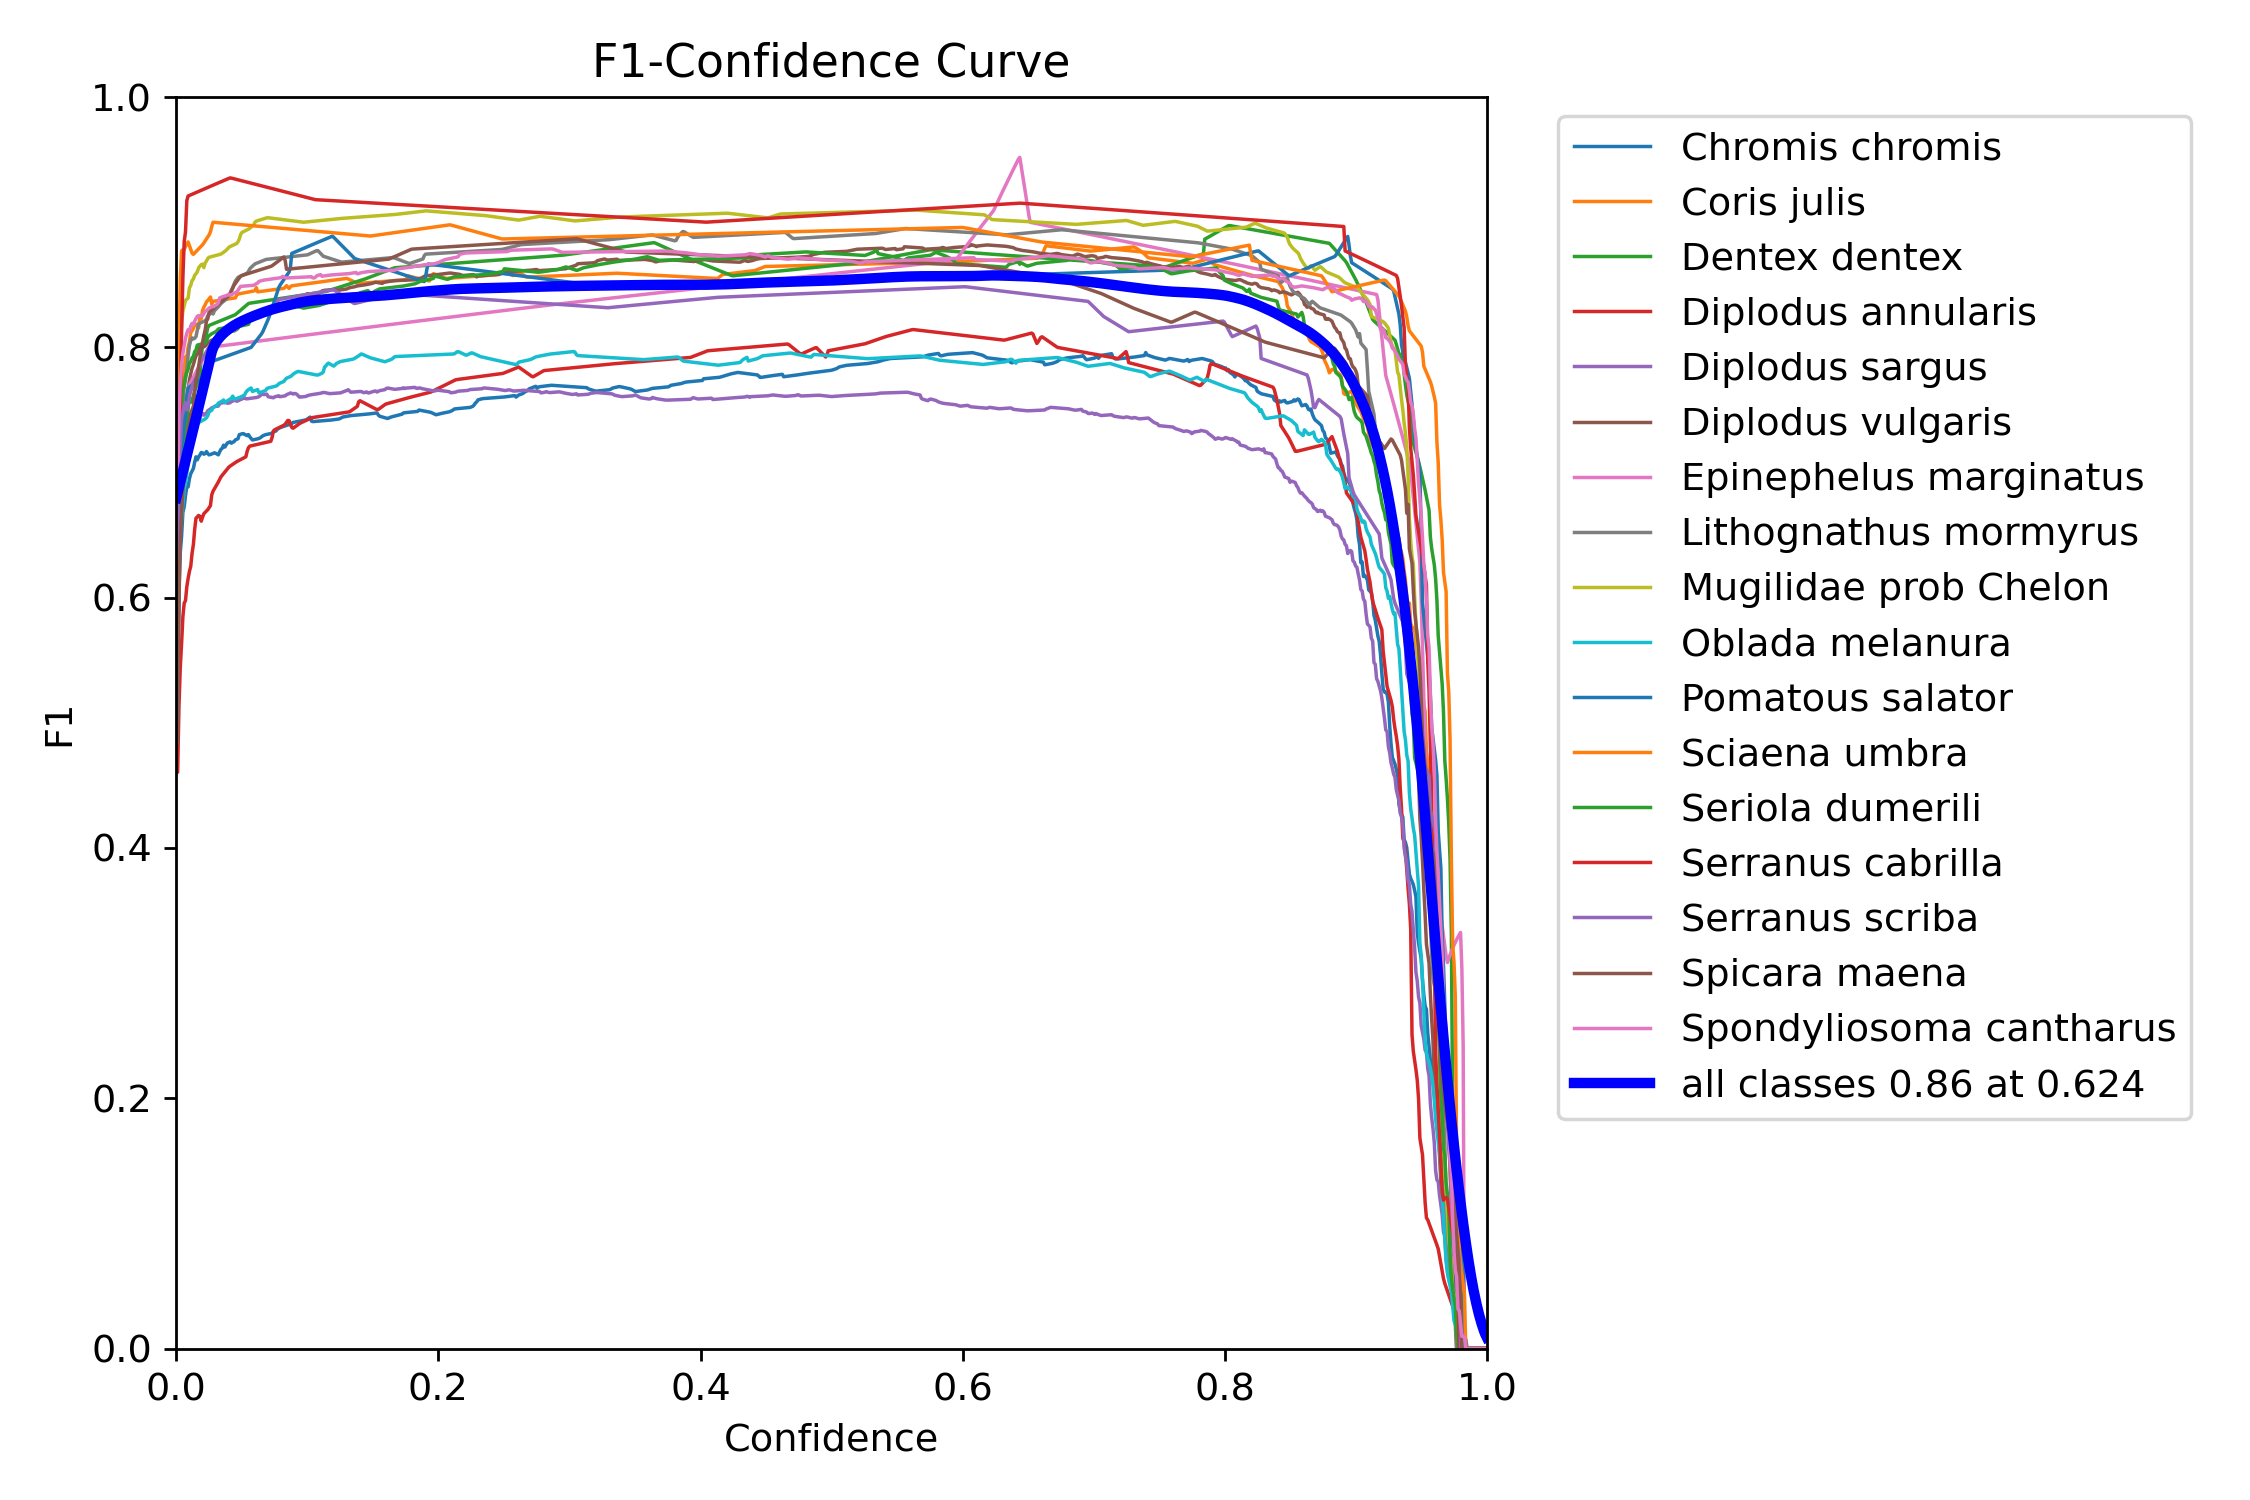 F1-Confidence Curve
1.0
0.8
0.6
0.4
0.2
0.0
F1
0.0 0.2 0.4 0.6 0.8 1.0
Confidence
Chromis chromis
Coris julis
Dentex dentex
Diplodus annularis
Diplodus sargus
Diplodus vulgaris
Epinephelus marginatus
Lithognathus mormyrus
Mugilidae prob Chelon
Oblada melanura
Pomatous salator
Sciaena umbra
Seriola dumerili
Serranus cabrilla
Serranus scriba
Spicara maena
Spondyliosoma cantharus
all classes 0.86 at 0.624